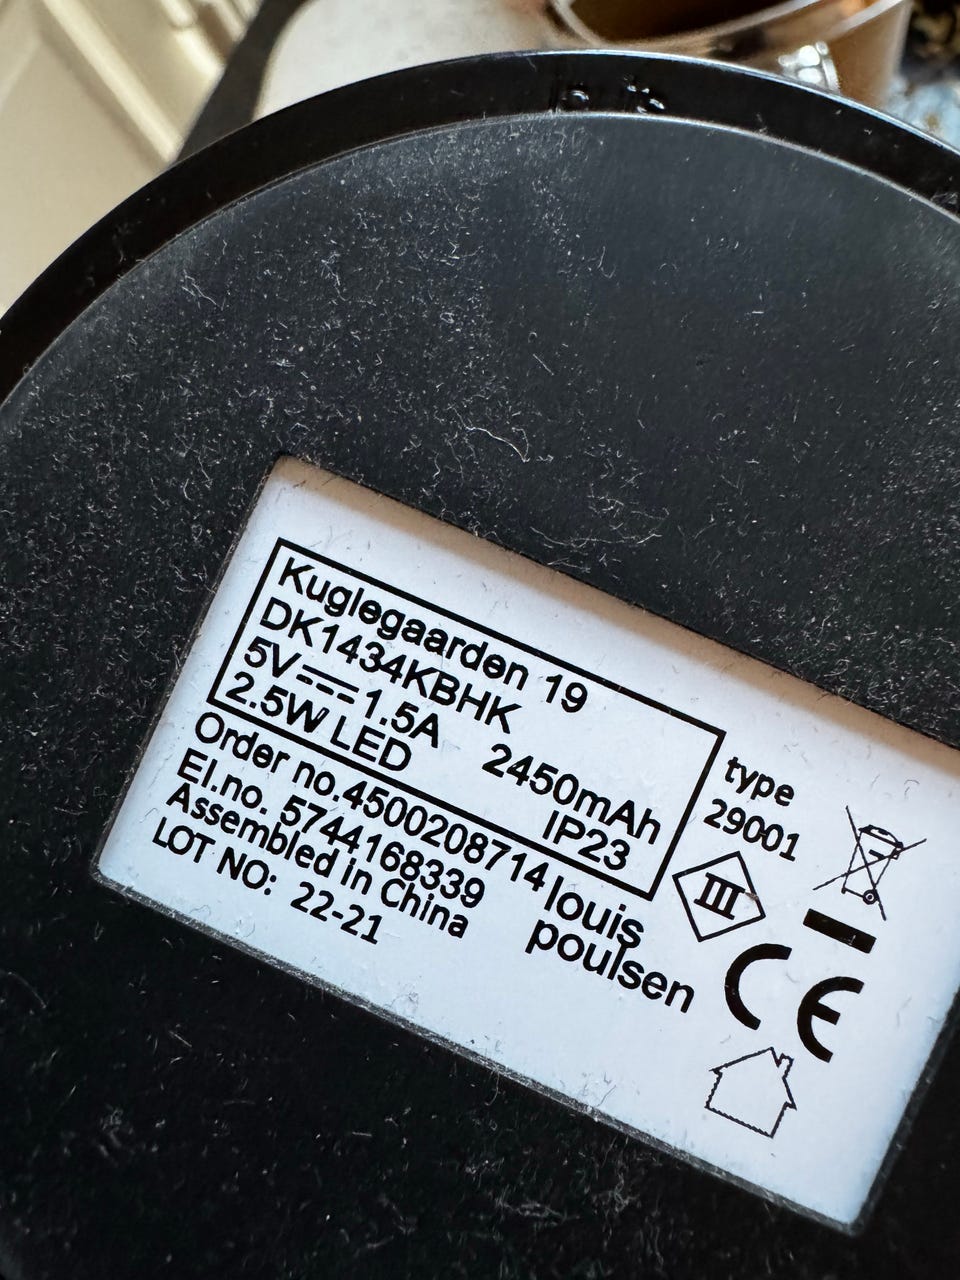 Kuglegaarden 19
DK1434KBHK
5V⎓1.5A 2450mAh
2.5W LED IP23
Order no.4500208714
El.no. 5744168339
Assembled in China
LOT NO: 22-21
louis
poulsen
type
29001
III
CE